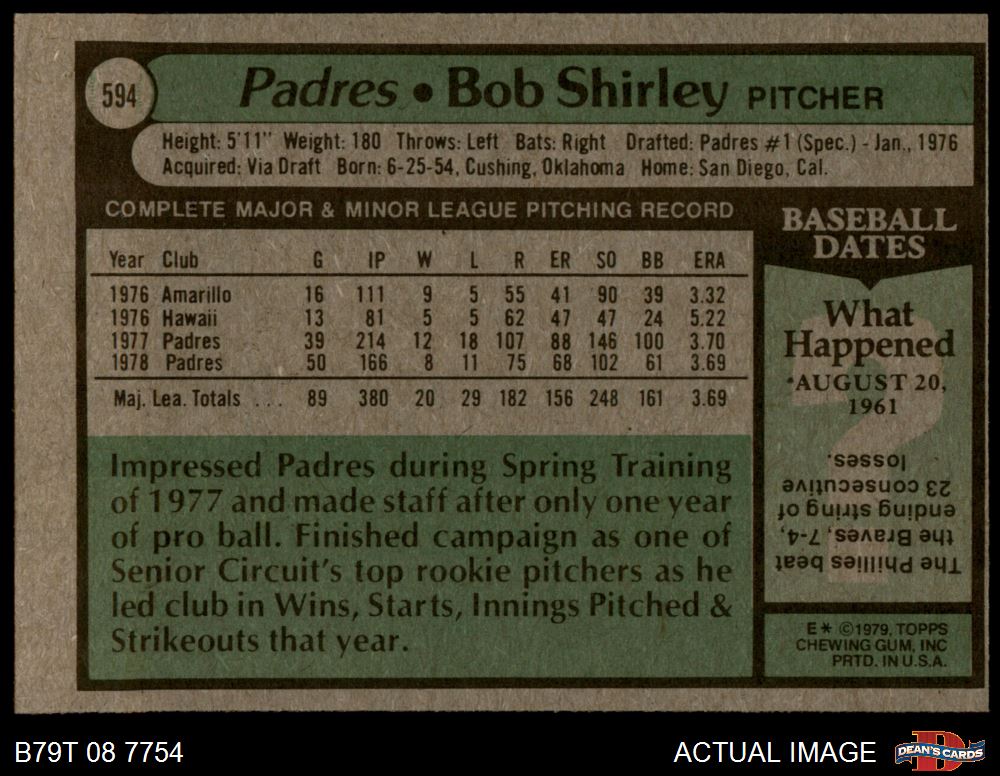 594
Padres • Bob Shirley PITCHER
Height: 5'11" Weight: 180 Throws: Left Bats: Right Drafted: Padres #1 (Spec.) - Jan., 1976
Acquired: Via Draft Born: 6-25-54, Cushing, Oklahoma Home: San Diego, Cal.
COMPLETE MAJOR & MINOR LEAGUE PITCHING RECORD
Year Club G IP W L R ER SO BB ERA
1976 Amarillo 16 111 9 5 55 41 90 39 3.32
1976 Hawaii 13 81 5 5 62 47 47 24 5.22
1977 Padres 39 214 12 18 107 88 146 100 3.70
1978 Padres 50 166 8 11 75 68 102 61 3.69
Maj. Lea. Totals ... 89 380 20 29 182 156 248 161 3.69
Impressed Padres during Spring Training
of 1977 and made staff after only one year
of pro ball. Finished campaign as one of
Senior Circuit's top rookie pitchers as he
led club in Wins, Starts, Innings Pitched &
Strikeouts that year.
BASEBALL
DATES
What
Happened
AUGUST 20,
1961
?
The Phillies beat
the Braves, 7-4,
ending string of
23 consecutive
losses.
E* ©1979, TOPPS
CHEWING GUM, INC
PRTD. IN U.S.A.
B79T 08 7754
ACTUAL IMAGE
DEAN'S CARDS